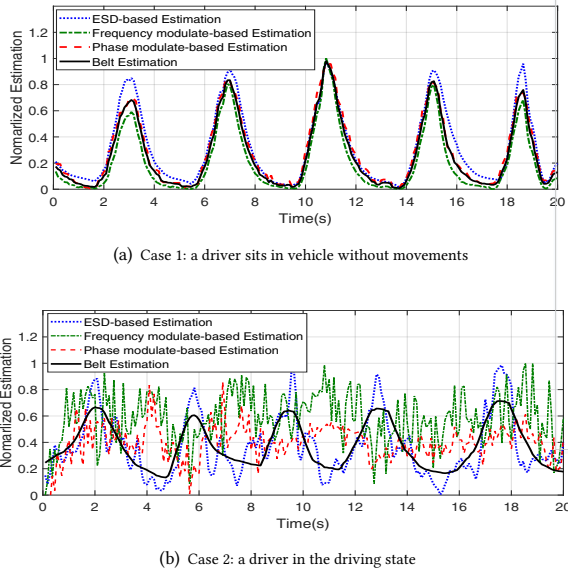 ESD-based Estimation
Frequency modulate-based Estimation
Phase modulate-based Estimation
Belt Estimation
Nomarlized Estimation
1.2
1
0.8
0.6
0.4
0.2
0
0 2 4 6 8 10 12 14 16 18 20
Time(s)
(a) Case 1: a driver sits in vehicle without movements
ESD-based Estimation
Frequency modulate-based Estimation
Phase modulate-based Estimation
Belt Estimation
Nomarlized Estimation
1.2
1
0.8
0.6
0.4
0.2
0
0 2 4 6 8 10 12 14 16 18 20
Time(s)
(b) Case 2: a driver in the driving state